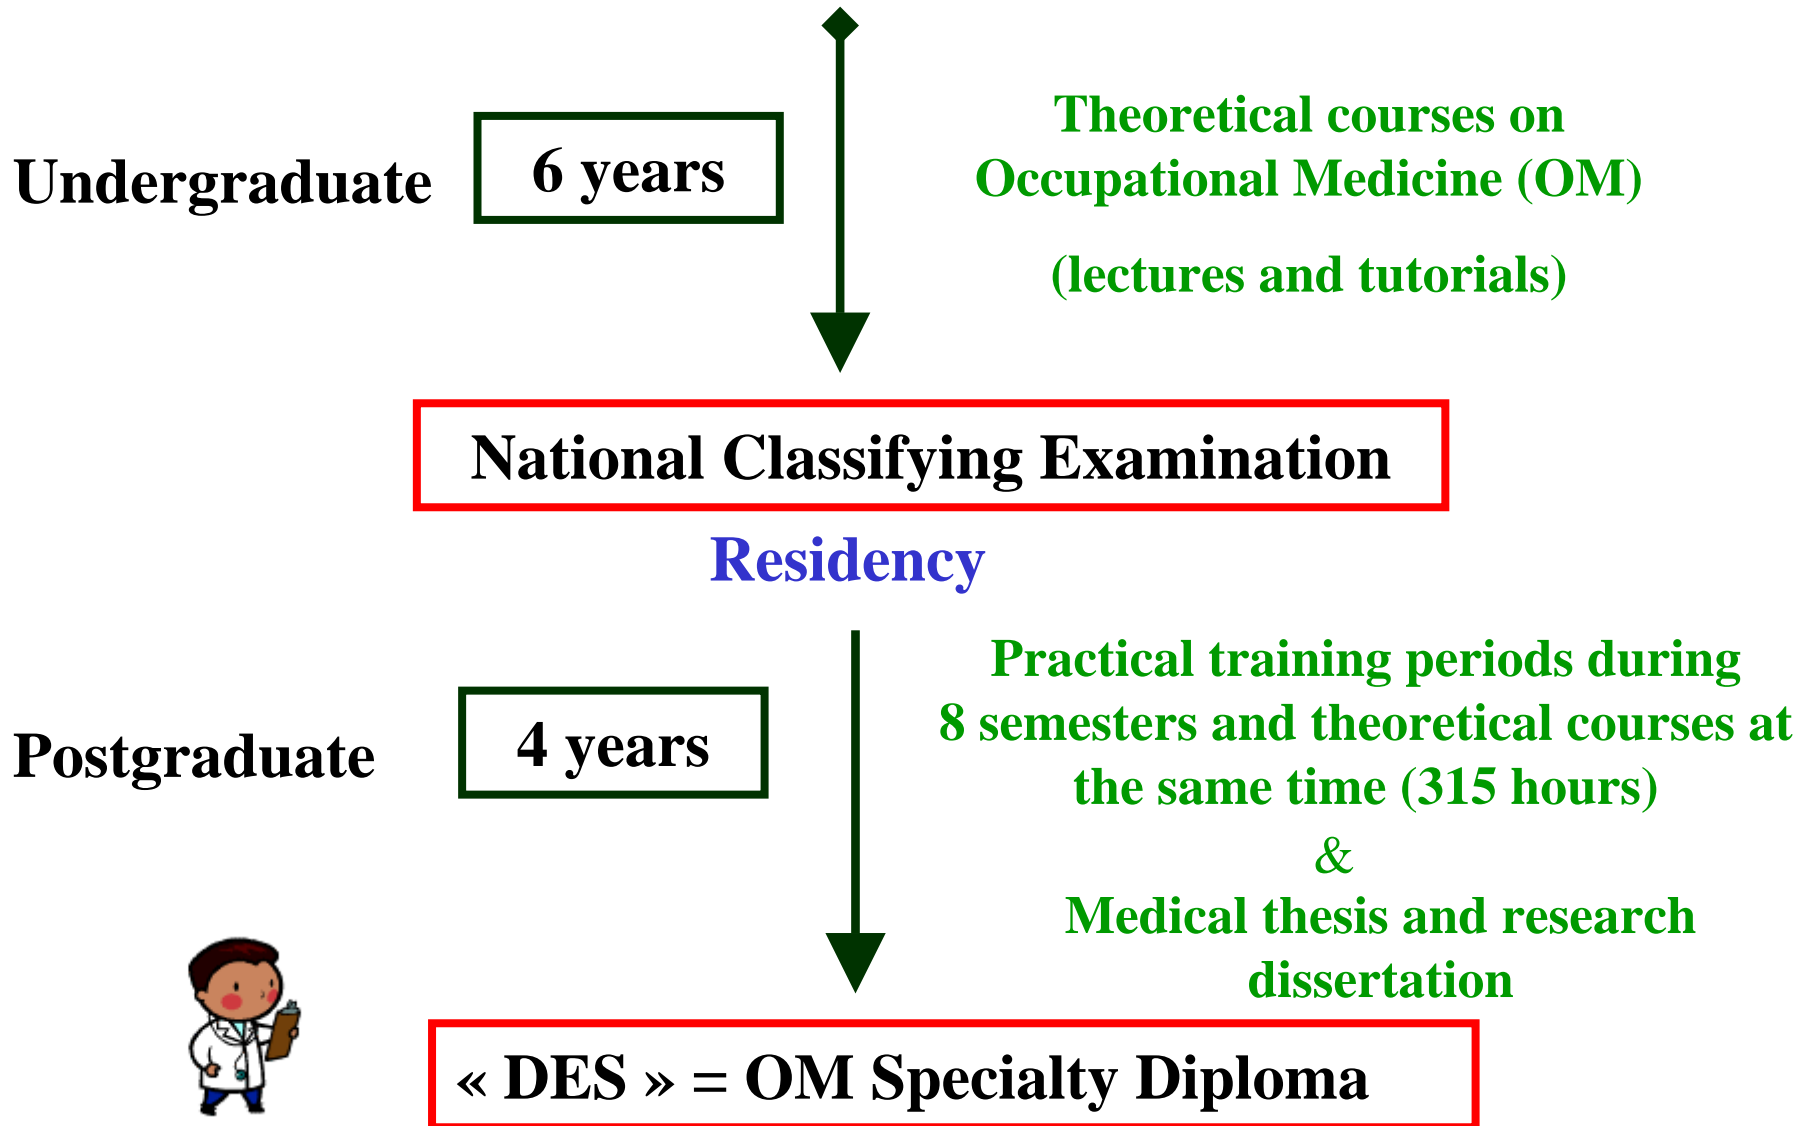 Undergraduate
6 years
Theoretical courses on
Occupational Medicine (OM)
(lectures and tutorials)
National Classifying Examination
Residency
Postgraduate
4 years
Practical training periods during
8 semesters and theoretical courses at
the same time (315 hours)
&
Medical thesis and research
dissertation
« DES » = OM Specialty Diploma